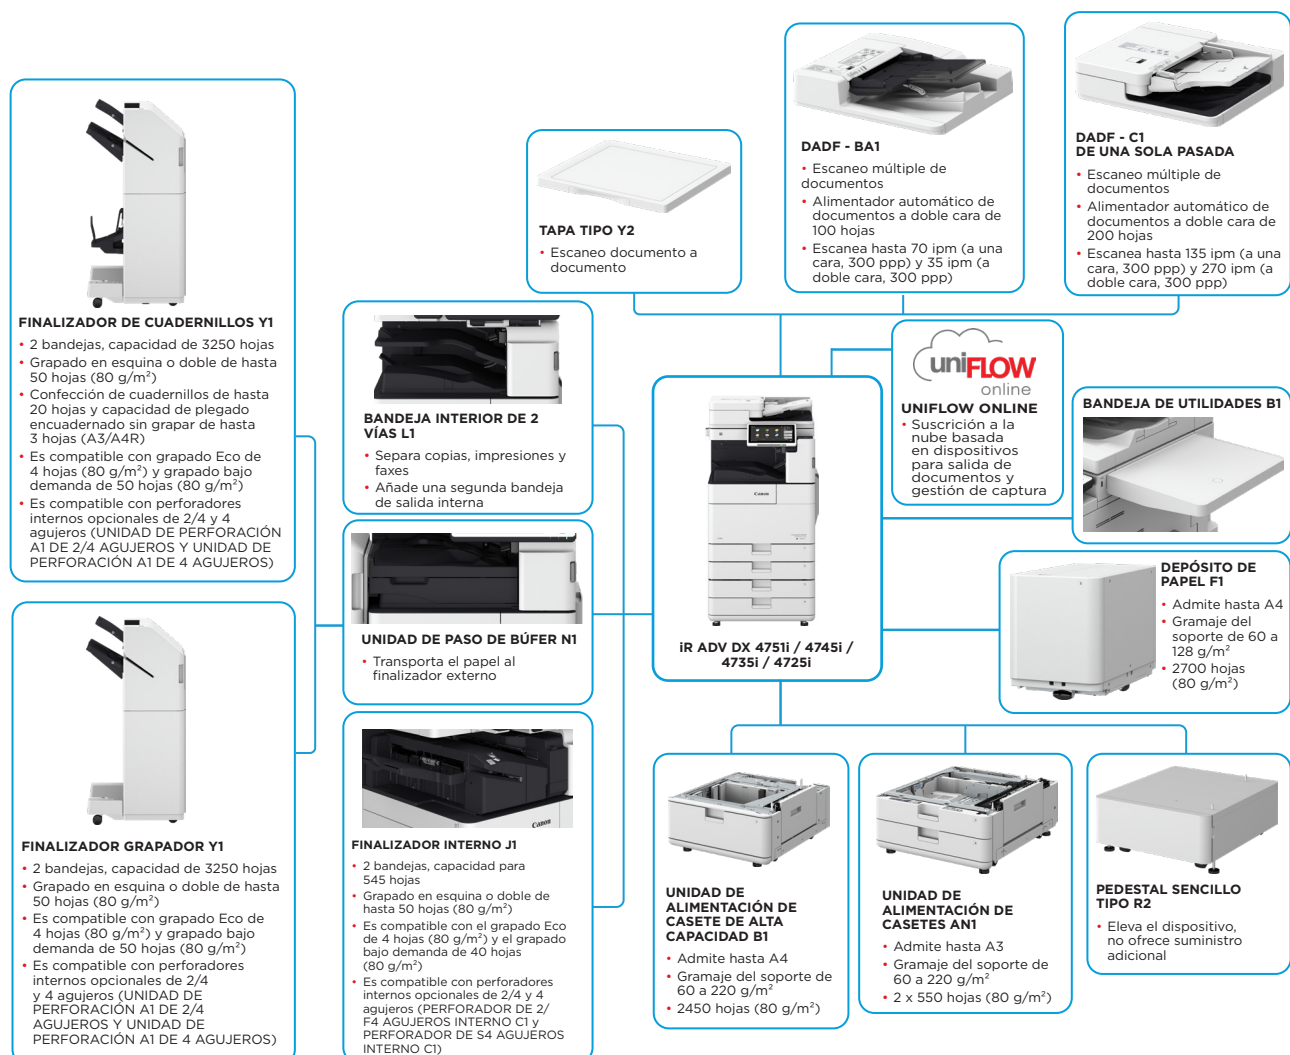 FINALIZADOR DE CUADERNILLOS Y1
• 2 bandejas, capacidad de 3250 hojas
• Grapado en esquina o doble de hasta
50 hojas (80 g/m²)
• Confección de cuadernillos de hasta
20 hojas y capacidad de plegado
encuadernado sin grapar de hasta
3 hojas (A3/A4R)
• Es compatible con grapado Eco de
4 hojas (80 g/m²) y grapado bajo
demanda de 50 hojas (80 g/m²)
• Es compatible con perforadores
internos opcionales de 2/4 y 4
agujeros (UNIDAD DE PERFORACIÓN
A1 DE 2/4 AGUJEROS Y UNIDAD DE
PERFORACIÓN A1 DE 4 AGUJEROS)
FINALIZADOR GRAPADOR Y1
• 2 bandejas, capacidad de 3250 hojas
• Grapado en esquina o doble de hasta
50 hojas (80 g/m²)
• Es compatible con grapado Eco de
4 hojas (80 g/m²) y grapado bajo
demanda de 50 hojas (80 g/m²)
• Es compatible con perforadores
internos opcionales de 2/4
y 4 agujeros (UNIDAD DE
PERFORACIÓN A1 DE 2/4
AGUJEROS Y UNIDAD DE
PERFORACIÓN A1 DE 4 AGUJEROS)
BANDEJA INTERIOR DE 2
VÍAS L1
• Separa copias, impresiones y
faxes
• Añade una segunda bandeja
de salida interna
UNIDAD DE PASO DE BÚFER N1
• Transporta el papel al
finalizador externo
Canon
FINALIZADOR INTERNO J1
• 2 bandejas, capacidad para
545 hojas
• Grapado en esquina o doble de
hasta 50 hojas (80 g/m²)
• Es compatible con el grapado Eco
de 4 hojas (80 g/m²) y el grapado
bajo demanda de 40 hojas
(80 g/m²)
• Es compatible con perforadores
internos opcionales de 2/4 y 4
agujeros (PERFORADOR DE 2/
F4 AGUJEROS INTERNO C1 y
PERFORADOR DE S4 AGUJEROS
INTERNO C1)
TAPA TIPO Y2
• Escaneo documento a
documento
DADF - BA1
• Escaneo múltiple de
documentos
• Alimentador automático de
documentos a doble cara de
100 hojas
• Escanea hasta 70 ipm (a una
cara, 300 ppp) y 35 ipm (a
doble cara, 300 ppp)
DADF - C1
DE UNA SOLA PASADA
• Escaneo múltiple de
documentos
• Alimentador automático de
documentos a doble cara de
200 hojas
• Escanea hasta 135 ipm (a una
cara, 300 ppp) y 270 ipm (a
doble cara, 300 ppp)
uniFLOW
online
UNIFLOW ONLINE
• Suscrición a la
nube basada
en dispositivos
para salida de
documentos y
gestión de captura
Canon
iR ADV DX 4751i / 4745i /
4735i / 4725i
BANDEJA DE UTILIDADES B1
DEPÓSITO DE
PAPEL F1
• Admite hasta A4
• Gramaje del
soporte de 60 a
128 g/m²
• 2700 hojas
(80 g/m²)
UNIDAD DE
ALIMENTACIÓN DE
CASETE DE ALTA
CAPACIDAD B1
• Admite hasta A4
• Gramaje del soporte de
60 a 220 g/m²
• 2450 hojas (80 g/m²)
UNIDAD DE
ALIMENTACIÓN DE
CASETES AN1
• Admite hasta A3
• Gramaje del soporte de
60 a 220 g/m²
• 2 x 550 hojas (80 g/m²)
PEDESTAL SENCILLO
TIPO R2
• Eleva el dispositivo,
no ofrece suministro
adicional